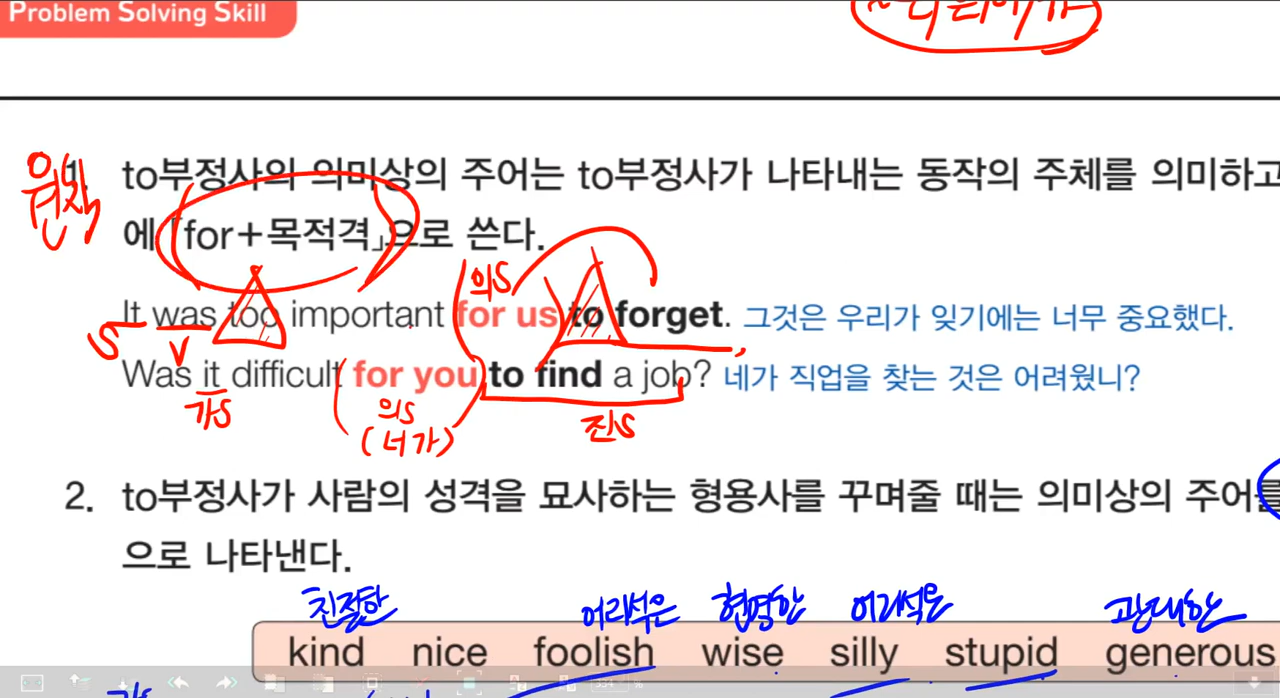 Problem Solving Skill
원칙
1. to부정사의 의미상의 주어는 to부정사가 나타내는 동작의 주체를 의미하고
에 「for+목적격」으로 쓴다.
의S
It was too important for us to forget. 그것은 우리가 잊기에는 너무 중요했다.
S V
Was it difficult for you to find a job? 네가 직업을 찾는 것은 어려웠니?
가S 의S 진S
(너가)
2. to부정사가 사람의 성격을 묘사하는 형용사를 꾸며줄 때는 의미상의 주어를
으로 나타낸다.
친절한 어리석은 현명한 어리석은 관대한
kind nice foolish wise silly stupid generous